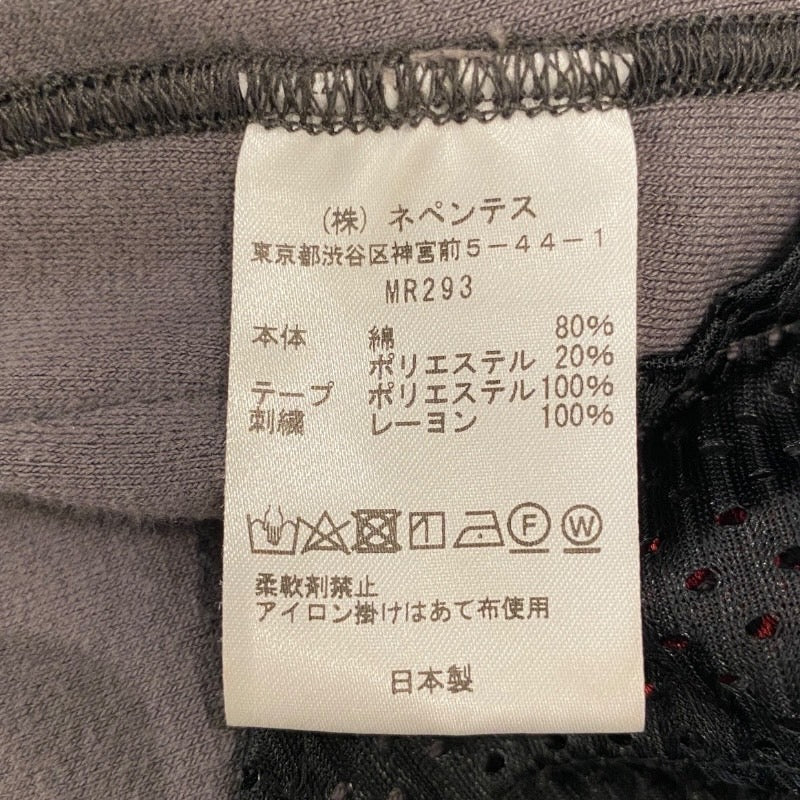 (株) ネペンテス
東京都渋谷区神宮前5－44－1
MR293
本体 綿 80%
ポリエステル 20%
テープ ポリエステル 100%
刺繍 レーヨン 100%
F W
柔軟剤禁止
アイロン掛けはあて布使用
日本製